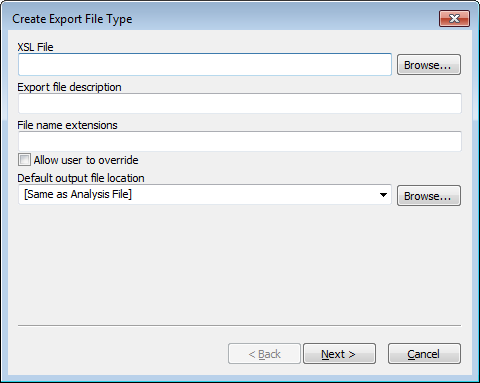 Create Export File Type
XSL File
Browse...
Export file description
File name extensions
Allow user to override
Default output file location
[Same as Analysis File]
Browse...
< Back
Next >
Cancel